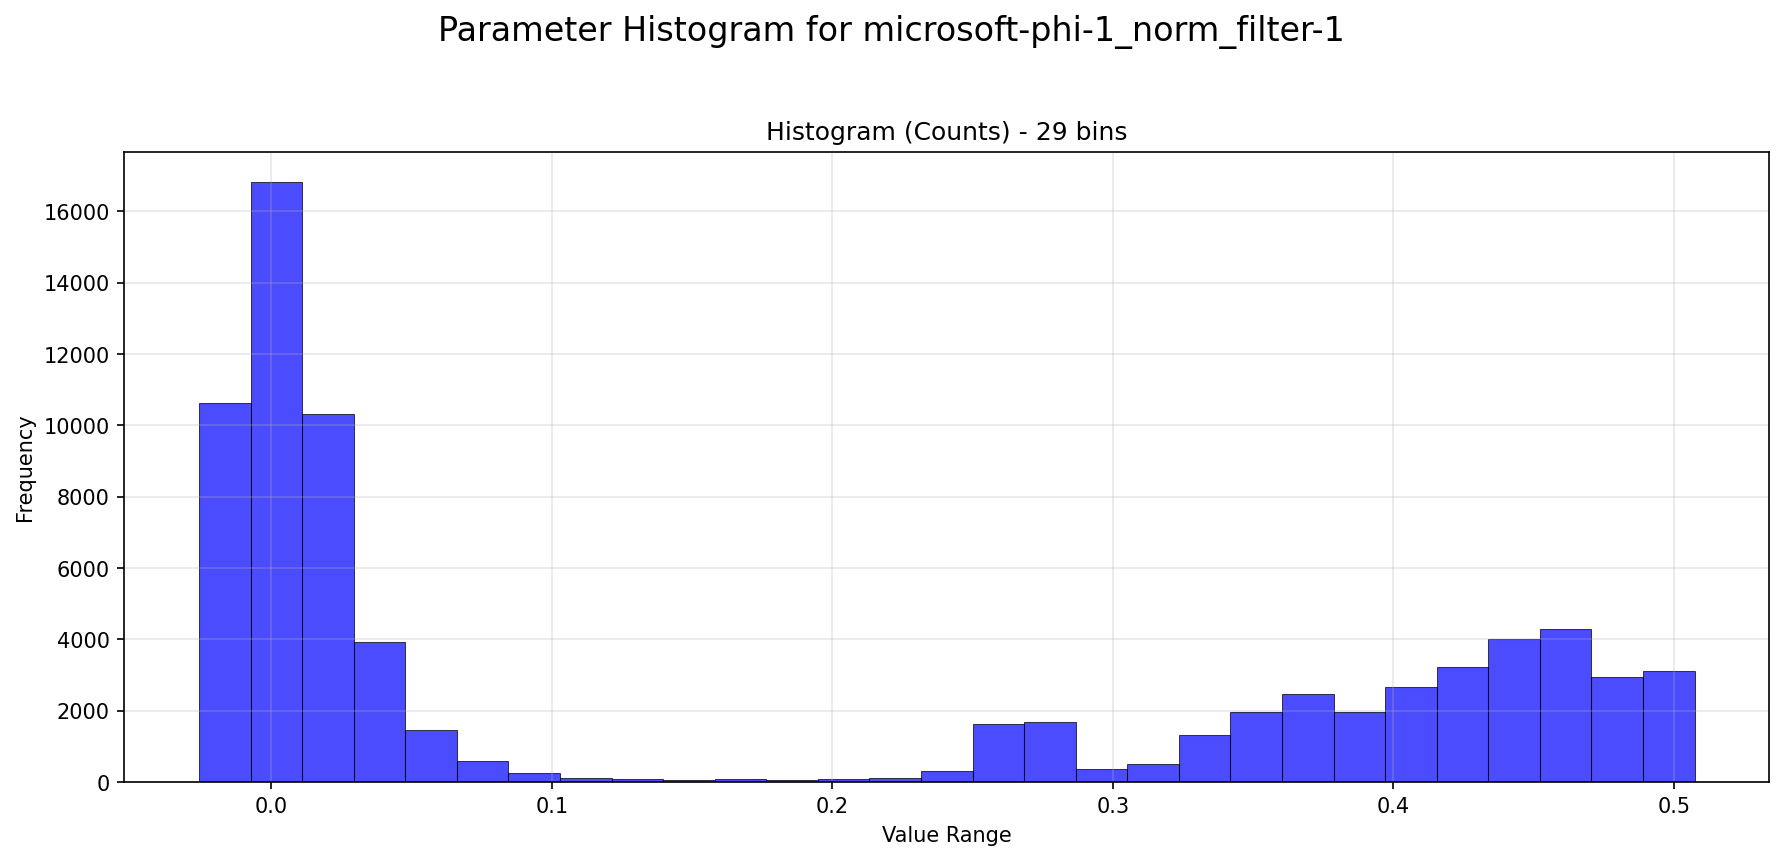 Parameter Histogram for microsoft-phi-1_norm_filter-1
Histogram (Counts) - 29 bins
Frequency
16000
14000
12000
10000
8000
6000
4000
2000
0
0.0 0.1 0.2 0.3 0.4 0.5
Value Range